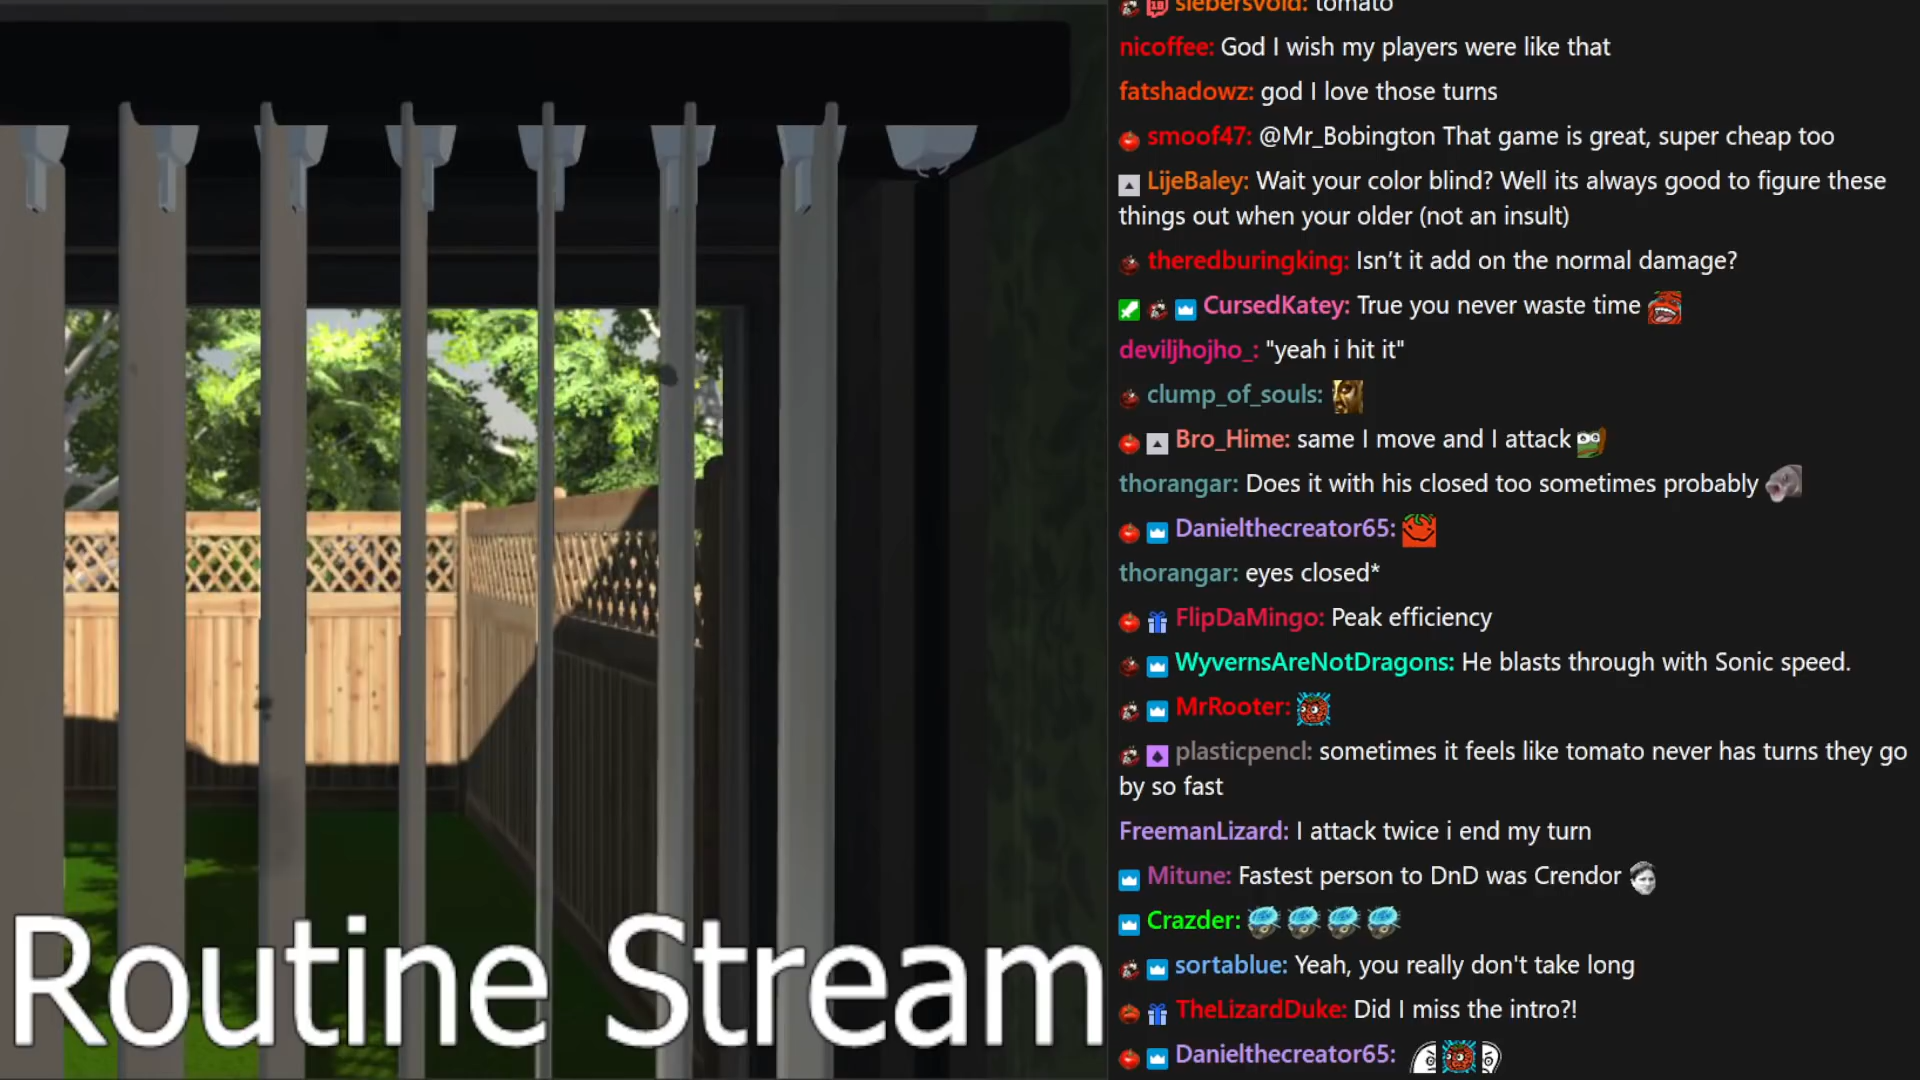 siebersvold: tomato
nicoffee: God I wish my players were like that
fatshadowz: god I love those turns
smoof47: @Mr_Bobington That game is great, super cheap too
LijeBaley: Wait your color blind? Well its always good to figure these
things out when your older (not an insult)
theredburingking: Isn't it add on the normal damage?
CursedKatey: True you never waste time
deviljhojho_: "yeah i hit it"
clump_of_souls:
Bro_Hime: same I move and I attack
thorangar: Does it with his closed too sometimes probably
Danielthecreator65:
thorangar: eyes closed*
FlipDaMingo: Peak efficiency
WyvernsAreNotDragons: He blasts through with Sonic speed.
MrRooter:
plasticpencl: sometimes it feels like tomato never has turns they go
by so fast
FreemanLizard: I attack twice i end my turn
Mitune: Fastest person to DnD was Crendor
Crazder:
sortablue: Yeah, you really don't take long
TheLizardDuke: Did I miss the intro?!
Danielthecreator65:
Routine Stream